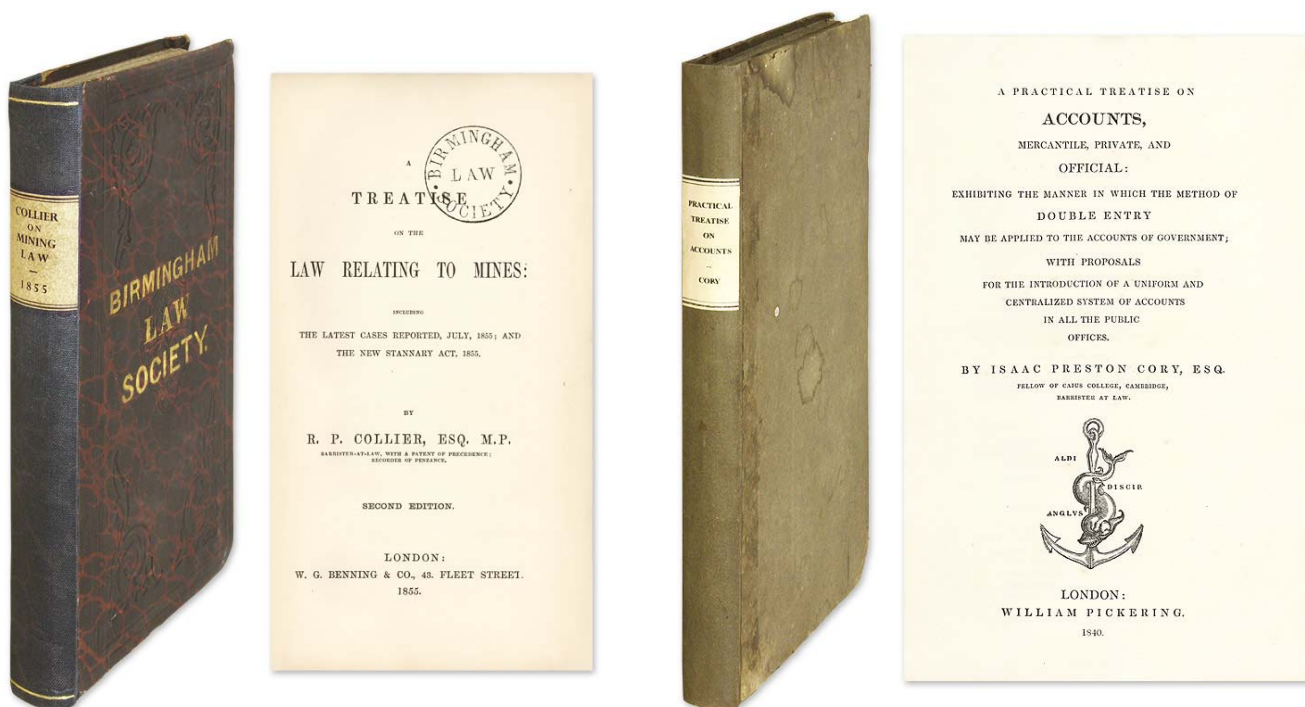 COLLIER
ON
MINING
LAW
—
1855
BIRMINGHAM
LAW
SOCIETY.
A
TREATISE
ON THE
LAW RELATING TO MINES:
INCLUDING
THE LATEST CASES REPORTED, JULY, 1855; AND
THE NEW STANNARY ACT, 1855.
BY
R. P. COLLIER, ESQ. M.P.
BARRISTER-AT-LAW, WITH A PATENT OF PRECEDENCE;
RECORDER OF PENZANCE.
SECOND EDITION.
LONDON:
W. G. BENNING & CO., 43, FLEET STREET.
1855.
BIRMINGHAM
LAW
SOCIETY
PRACTICAL
TREATISE
ON
ACCOUNTS
—
CORY
A PRACTICAL TREATISE ON
ACCOUNTS,
MERCANTILE, PRIVATE, AND
OFFICIAL:
EXHIBITING THE MANNER IN WHICH THE METHOD OF
DOUBLE ENTRY
MAY BE APPLIED TO THE ACCOUNTS OF GOVERNMENT;
WITH PROPOSALS
FOR THE INTRODUCTION OF A UNIFORM AND
CENTRALIZED SYSTEM OF ACCOUNTS
IN ALL THE PUBLIC
OFFICES.
BY ISAAC PRESTON CORY, ESQ.
FELLOW OF CAIUS COLLEGE, CAMBRIDGE,
BARRISTER AT LAW.
ALDI
DISCIP
ANGLVS
LONDON:
WILLIAM PICKERING.
1840.